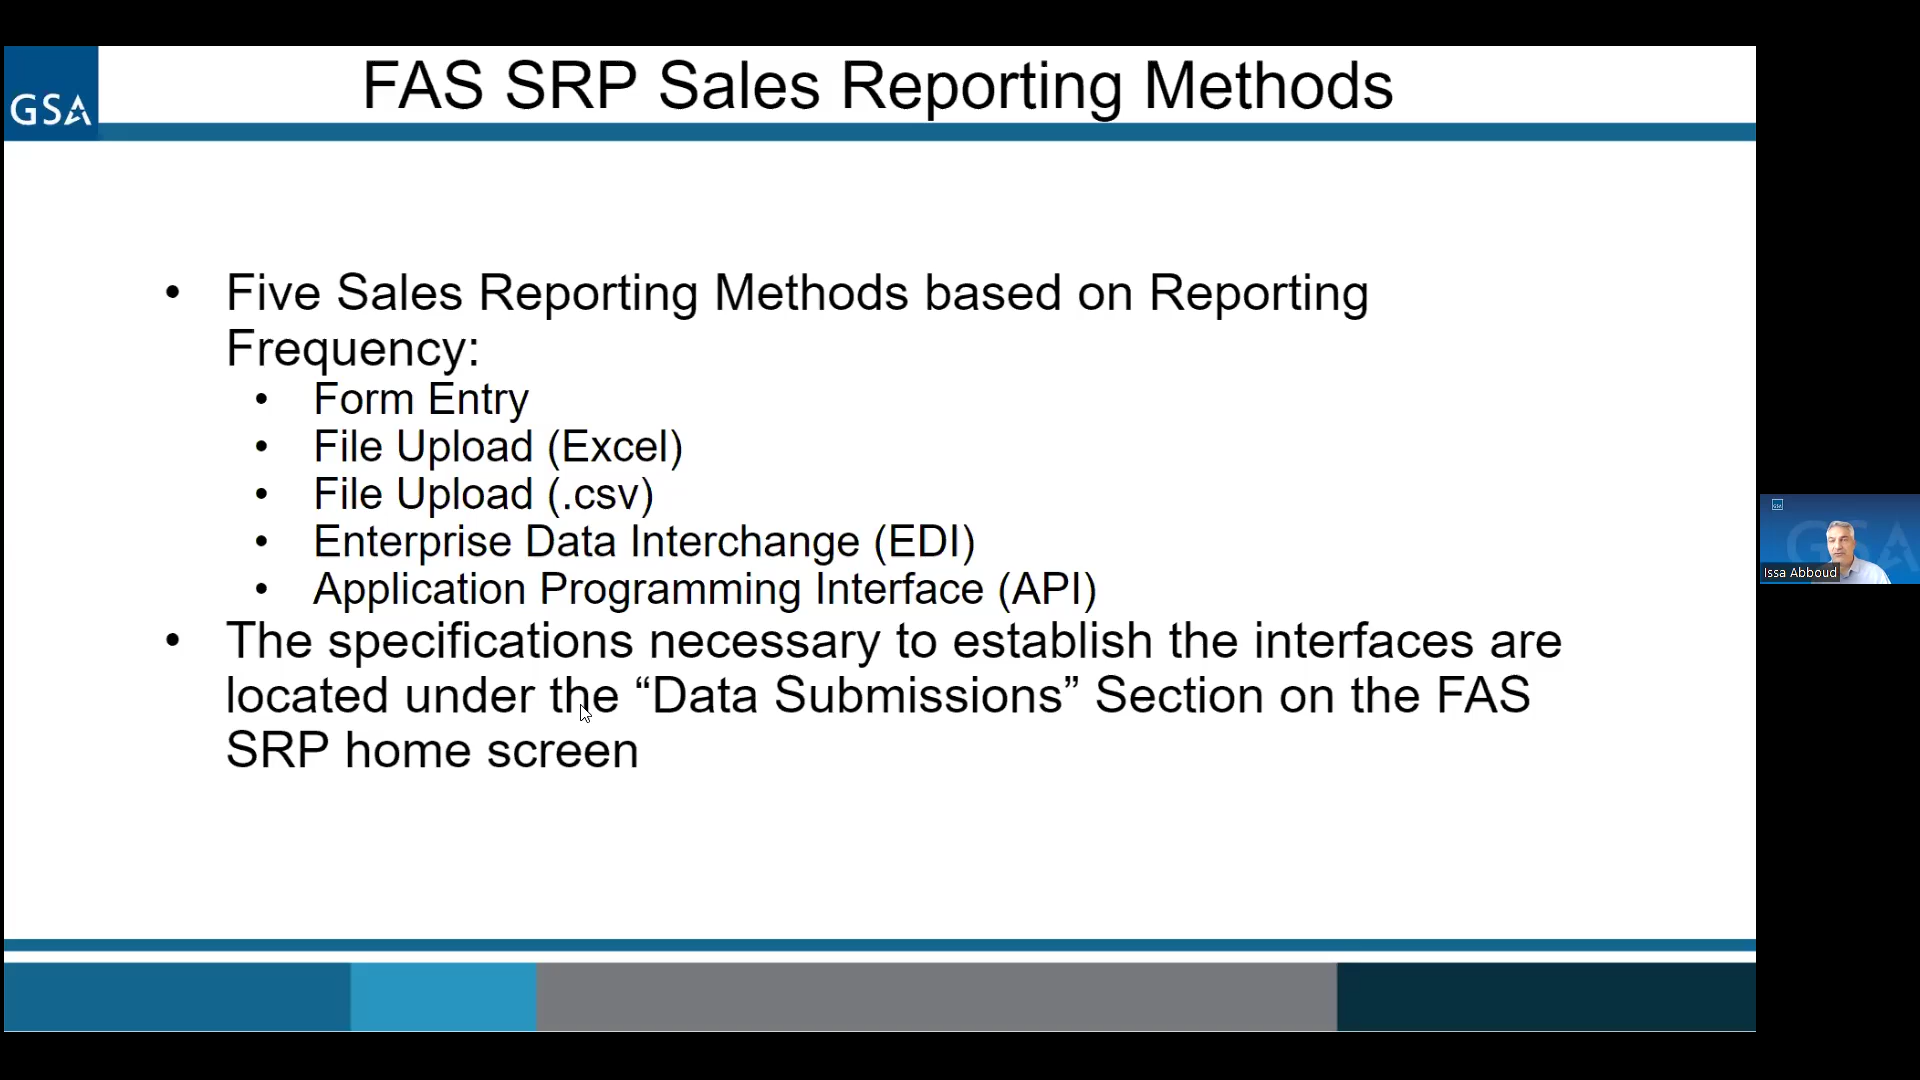 GSA
FAS SRP Sales Reporting Methods
• Five Sales Reporting Methods based on Reporting
Frequency:
• Form Entry
• File Upload (Excel)
• File Upload (.csv)
• Enterprise Data Interchange (EDI)
• Application Programming Interface (API)
• The specifications necessary to establish the interfaces are
located under the “Data Submissions” Section on the FAS
SRP home screen
GSA
Issa Abboud